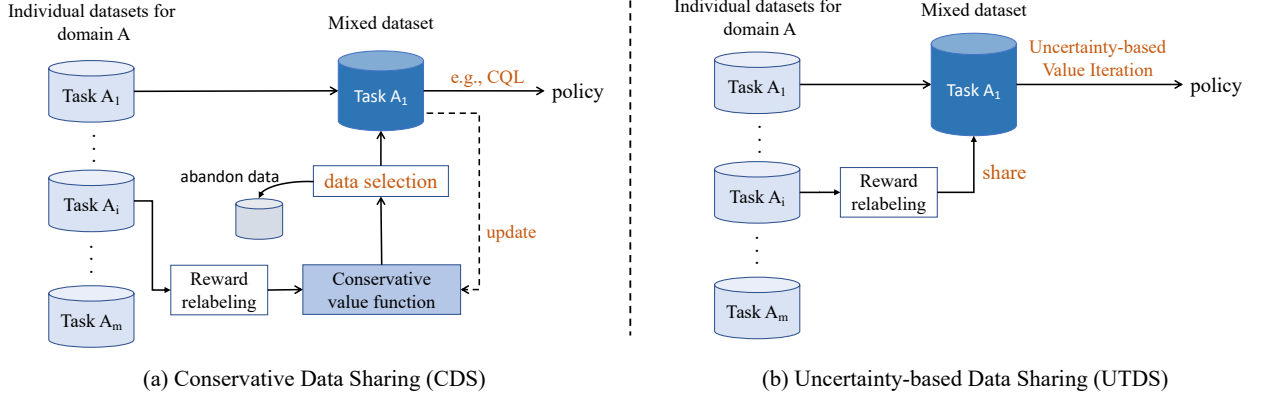 Individual datasets for
domain A
Mixed dataset
Task A1
Task A1
e.g., CQL
policy
. . .
abandon data
data selection
Task Ai
update
. . .
Reward
relabeling
Conservative
value function
Task Am
(a) Conservative Data Sharing (CDS)
Individual datasets for
domain A
Mixed dataset
Uncertainty-based
Value Iteration
Task A1
Task A1
policy
. . .
Task Ai
Reward
relabeling
share
. . .
Task Am
(b) Uncertainty-based Data Sharing (UTDS)